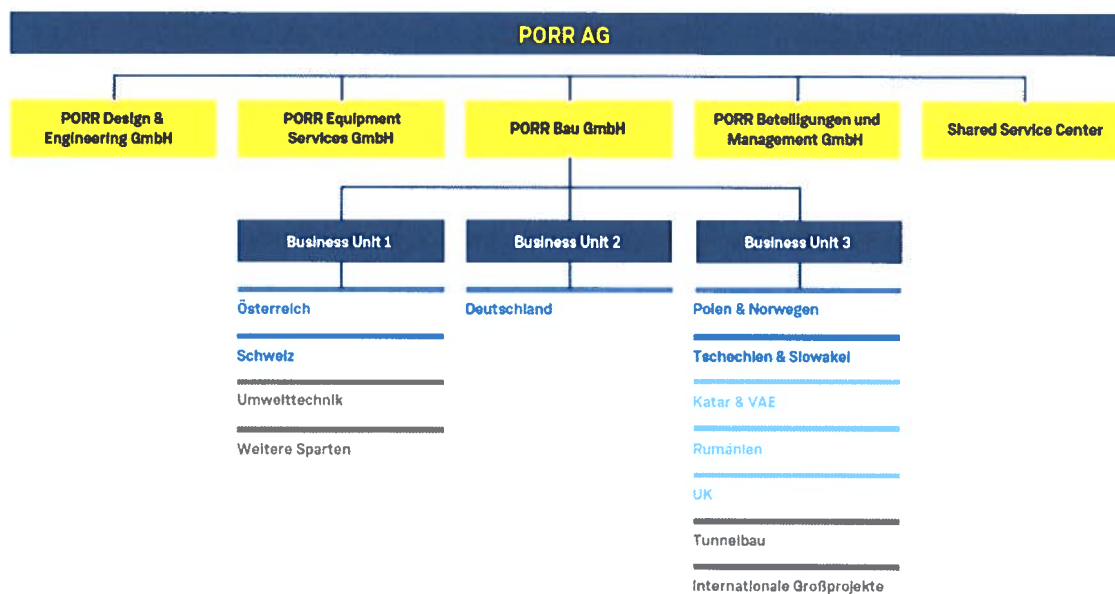 PORR AG
PORR Design &
Engineering GmbH
PORR Equipment
Services GmbH
PORR Bau GmbH
PORR Beteiligungen und
Management GmbH
Shared Service Center
Business Unit 1
Business Unit 2
Business Unit 3
Österreich
Schweiz
Umwelttechnik
Weitere Sparten
Deutschland
Polen & Norwegen
Tschechien & Slowakei
Katar & VAE
Rumänien
UK
Tunnelbau
Internationale Großprojekte